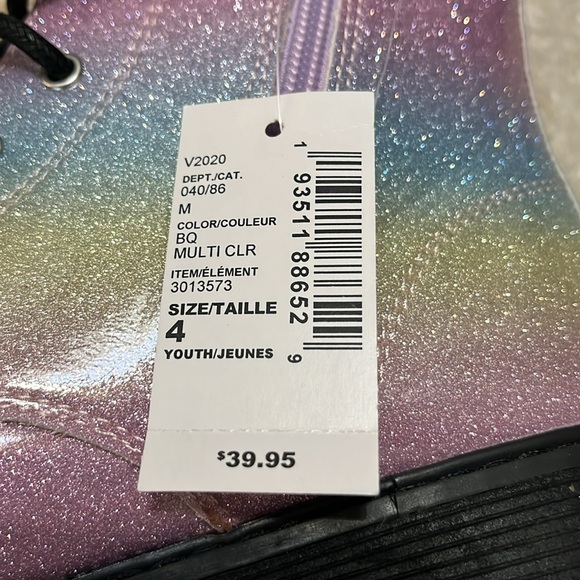 V2020
DEPT./CAT.
040/86
M
COLOR/COULEUR
BQ
MULTI CLR
ITEM/ÉLÉMENT
3013573
SIZE/TAILLE
4
YOUTH/JEUNES
1 93511 88652 9
$39.95